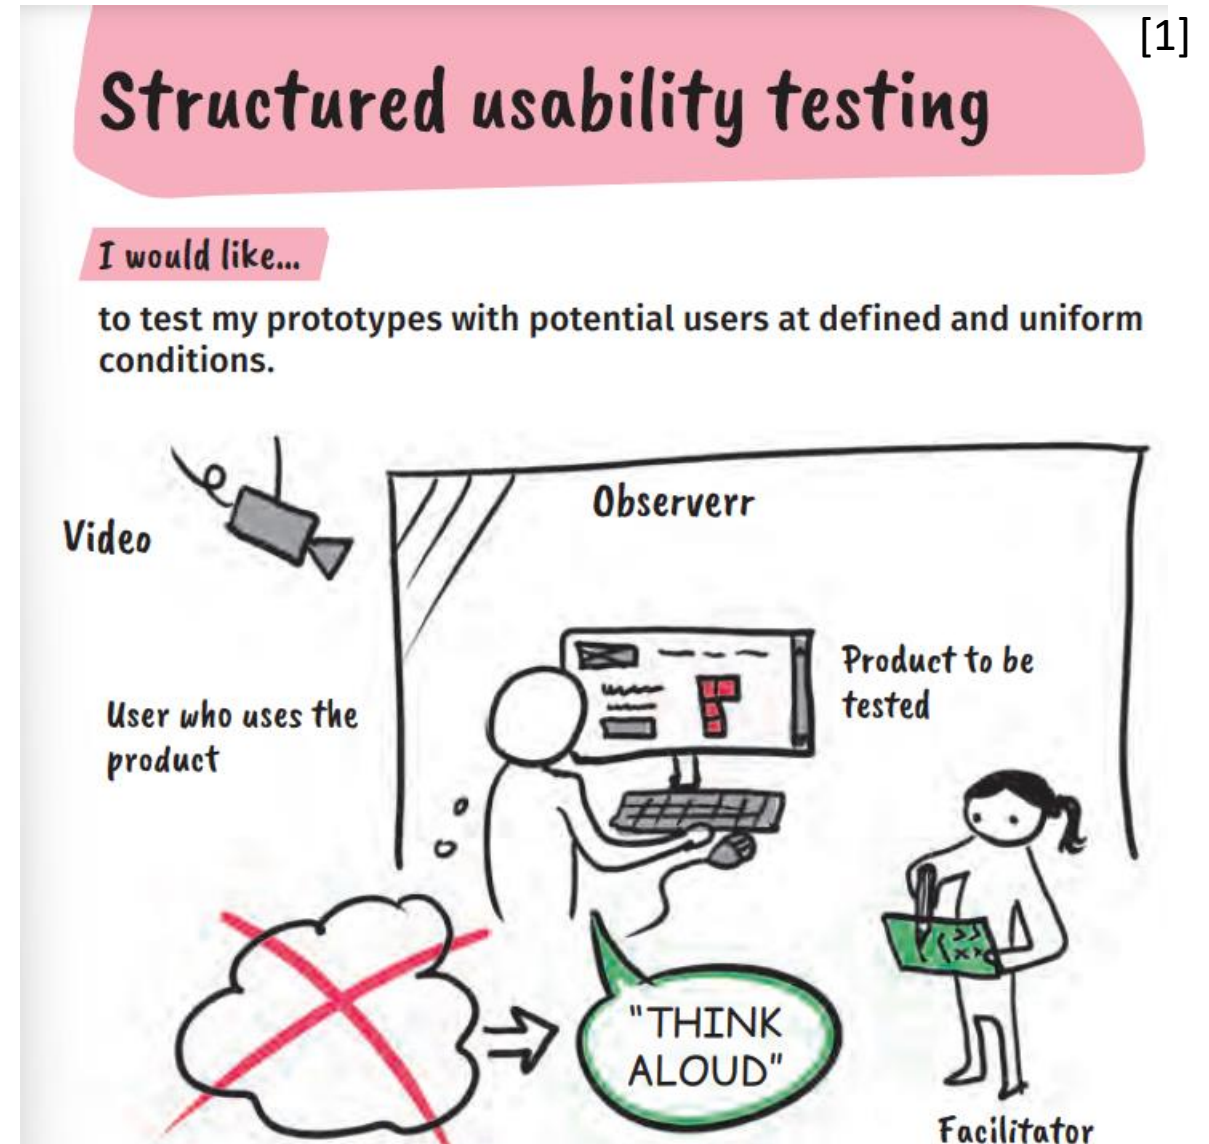 [1]
Structured usability testing
I would like...
to test my prototypes with potential users at defined and uniform
conditions.
Observerr
Video
Product to be
tested
User who uses the
product
"THINK
ALOUD"
Facilitator